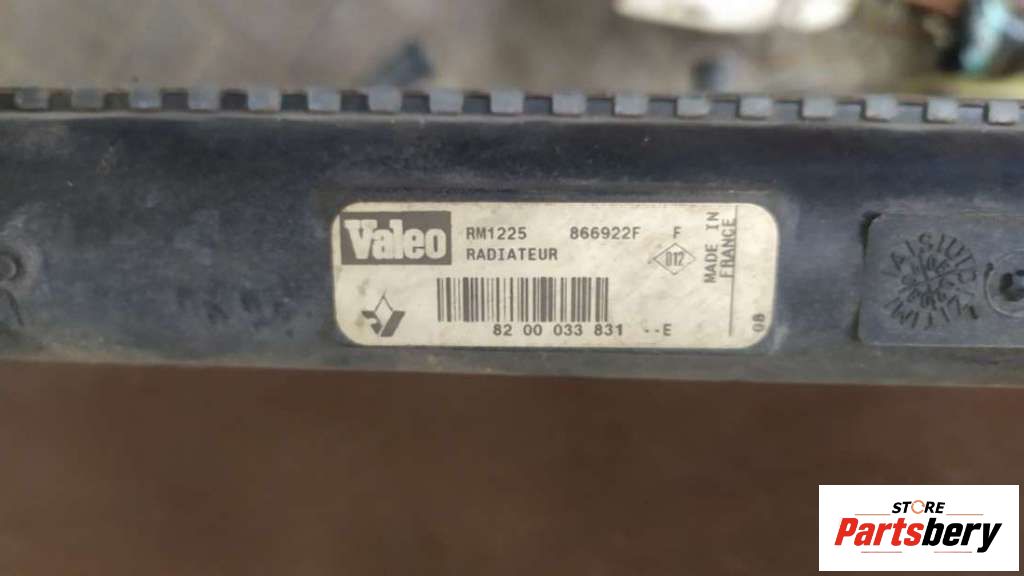 Valeo
RM1225 866922F F
RADIATEUR
012
MADE IN
FRANCE
82 00 033 831 --E
08
STORE
Partsbery